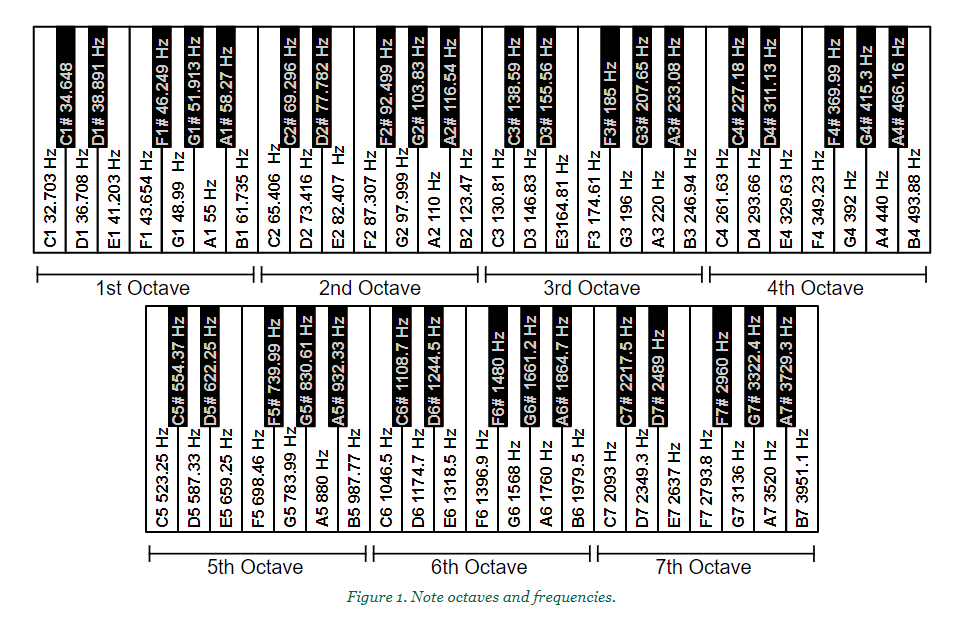 C1# 34.648
D1# 38.891 Hz
F1# 46.249 Hz
G1# 51.913 Hz
A1# 58.27 Hz
C2# 69.296 Hz
D2# 77.782 Hz
F2# 92.499 Hz
G2# 103.83 Hz
A2# 116.54 Hz
C3# 138.59 Hz
D3# 155.56 Hz
F3# 185 Hz
G3# 207.65 Hz
A3# 233.08 Hz
C4# 227.18 Hz
D4# 311.13 Hz
F4# 369.99 Hz
G4# 415.3 Hz
A4# 466.16 Hz
C1 32.703 Hz
D1 36.708 Hz
E1 41.203 Hz
F1 43.654 Hz
G1 48.99 Hz
A1 55 Hz
B1 61.735 Hz
C2 65.406 Hz
D2 73.416 Hz
E2 82.407 Hz
F2 87.307 Hz
G2 97.999 Hz
A2 110 Hz
B2 123.47 Hz
C3 130.81 Hz
D3 146.83 Hz
E3164.81 Hz
F3 174.61 Hz
G3 196 Hz
A3 220 Hz
B3 246.94 Hz
C4 261.63 Hz
D4 293.66 Hz
E4 329.63 Hz
F4 349.23 Hz
G4 392 Hz
A4 440 Hz
B4 493.88 Hz
1st Octave
2nd Octave
3rd Octave
4th Octave
C5# 554.37 Hz
D5# 622.25 Hz
F5# 739.99 Hz
G5# 830.61 Hz
A5# 932.33 Hz
C6# 1108.7 Hz
D6# 1244.5 Hz
F6# 1480 Hz
G6# 1661.2 Hz
A6# 1864.7 Hz
C7# 2217.5 Hz
D7# 2489 Hz
F7# 2960 Hz
G7# 3322.4 Hz
A7# 3729.3 Hz
C5 523.25 Hz
D5 587.33 Hz
E5 659.25 Hz
F5 698.46 Hz
G5 783.99 Hz
A5 880 Hz
B5 987.77 Hz
C6 1046.5 Hz
D6 1174.7 Hz
E6 1318.5 Hz
F6 1396.9 Hz
G6 1568 Hz
A6 1760 Hz
B6 1979.5 Hz
C7 2093 Hz
D7 2349.3 Hz
E7 2637 Hz
F7 2793.8 Hz
G7 3136 Hz
A7 3520 Hz
B7 3951.1 Hz
5th Octave
6th Octave
7th Octave
Figure 1. Note octaves and frequencies.